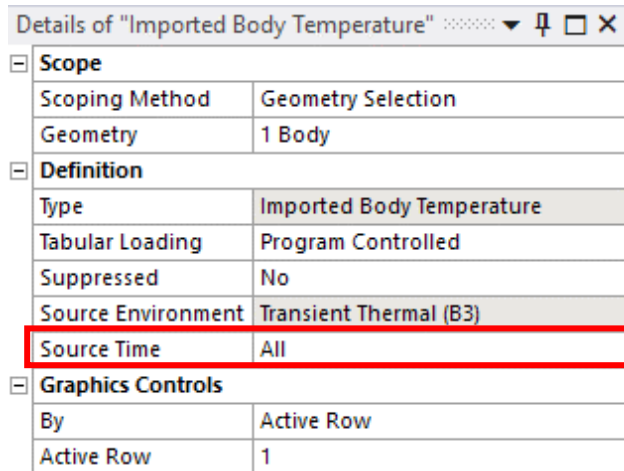 Details of "Imported Body Temperature"
Scope
Scoping Method Geometry Selection
Geometry 1 Body
Definition
Type Imported Body Temperature
Tabular Loading Program Controlled
Suppressed No
Source Environment Transient Thermal (B3)
Source Time All
Graphics Controls
By Active Row
Active Row 1